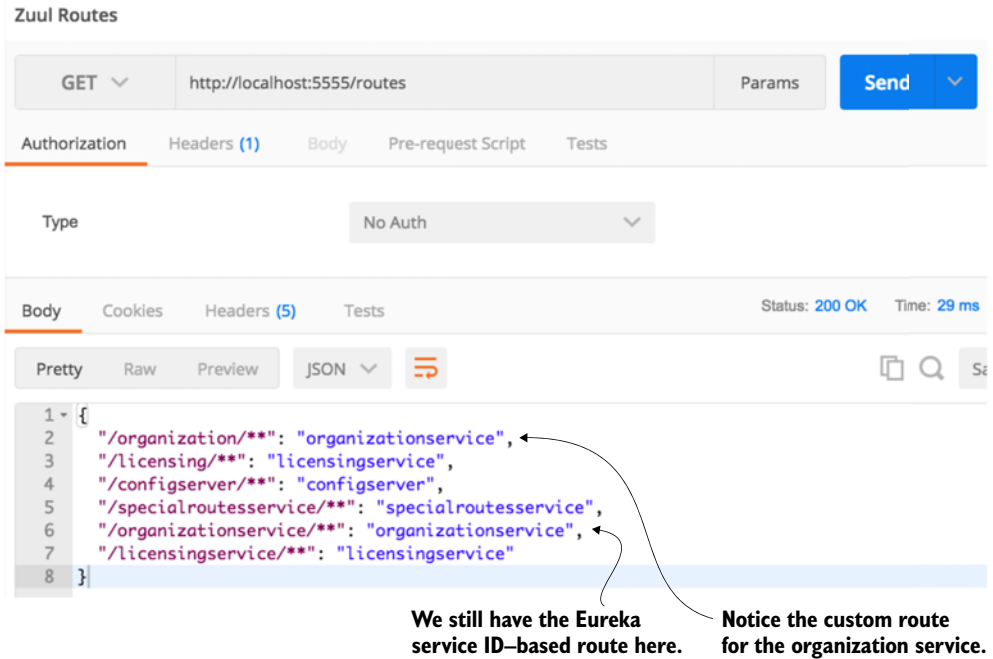 Zuul Routes
GET http://localhost:5555/routes Params Send
Authorization Headers (1) Body Pre-request Script Tests
Type No Auth
Body Cookies Headers (5) Tests Status: 200 OK Time: 29 ms
Pretty Raw Preview JSON Sa
1 {
2 "/organization/**": "organizationservice",
3 "/licensing/**": "licensingservice",
4 "/configserver/**": "configserver",
5 "/specialroutesservice/**": "specialroutesservice",
6 "/organizationservice/**": "organizationservice",
7 "/licensingservice/**": "licensingservice"
8 }
We still have the Eureka
service ID–based route here.
Notice the custom route
for the organization service.